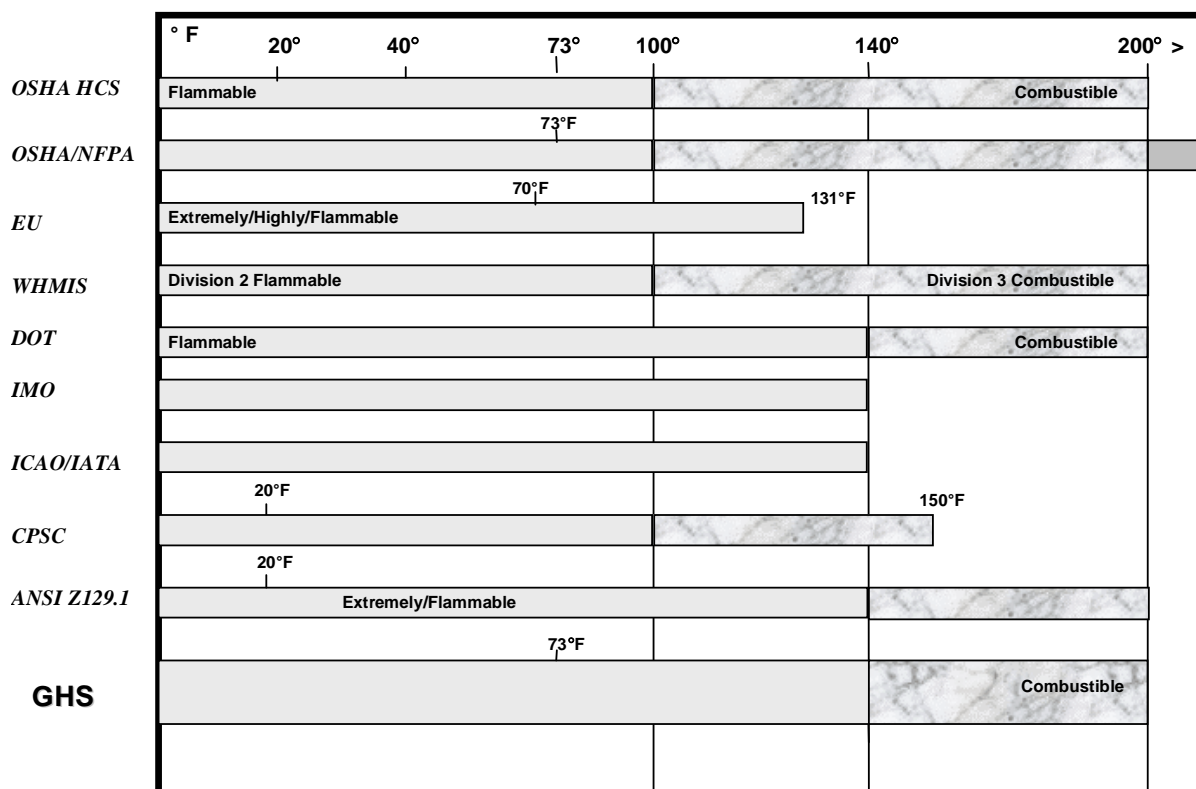 ° F
20° 40° 73° 100° 140° 200° >
OSHA HCS Flammable Combustible
73°F
OSHA/NFPA
70°F 131°F
EU Extremely/Highly/Flammable
WHMIS Division 2 Flammable Division 3 Combustible
DOT Flammable Combustible
IMO
ICAO/IATA
20°F 150°F
CPSC
20°F
ANSI Z129.1 Extremely/Flammable
73°F
GHS Combustible